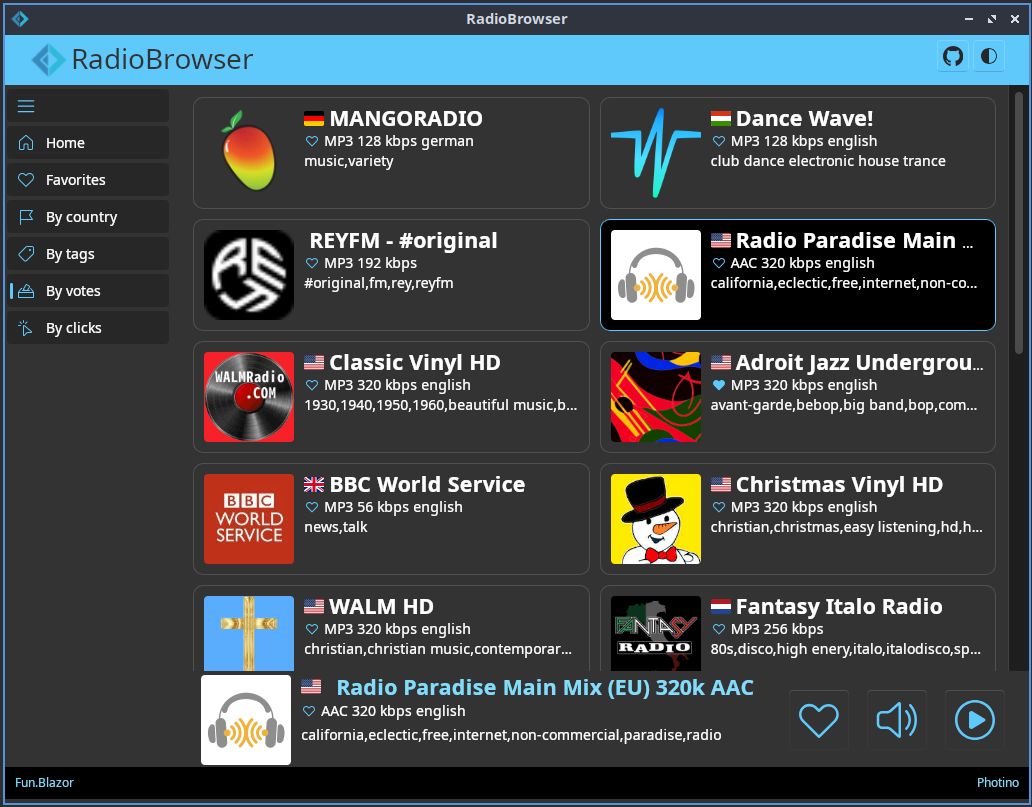 RadioBrowser
RadioBrowser
Home
Favorites
By country
By tags
By votes
By clicks
MANGORADIO
MP3 128 kbps german
music,variety
Dance Wave!
MP3 128 kbps english
club dance electronic house trance
REYFM - #original
MP3 192 kbps
#original,fm,rey,reyfm
Radio Paradise Main ...
AAC 320 kbps english
california,eclectic,free,internet,non-co...
WALMRadio
.COM
Classic Vinyl HD
MP3 320 kbps english
1930,1940,1950,1960,beautiful music,b...
Adroit Jazz Undergrou...
MP3 320 kbps english
avant-garde,bebop,big band,bop,com...
BBC
WORLD
SERVICE
BBC World Service
MP3 56 kbps english
news,talk
Christmas Vinyl HD
MP3 320 kbps english
christian,christmas,easy listening,hd,h...
WALM HD
MP3 320 kbps english
christian,christian music,contemporar...
FANTASY
RADIO
Fantasy Italo Radio
MP3 256 kbps
80s,disco,high enery,italo,italodisco,sp...
Radio Paradise Main Mix (EU) 320k AAC
AAC 320 kbps english
california,eclectic,free,internet,non-commercial,paradise,radio
Fun.Blazor
Photino